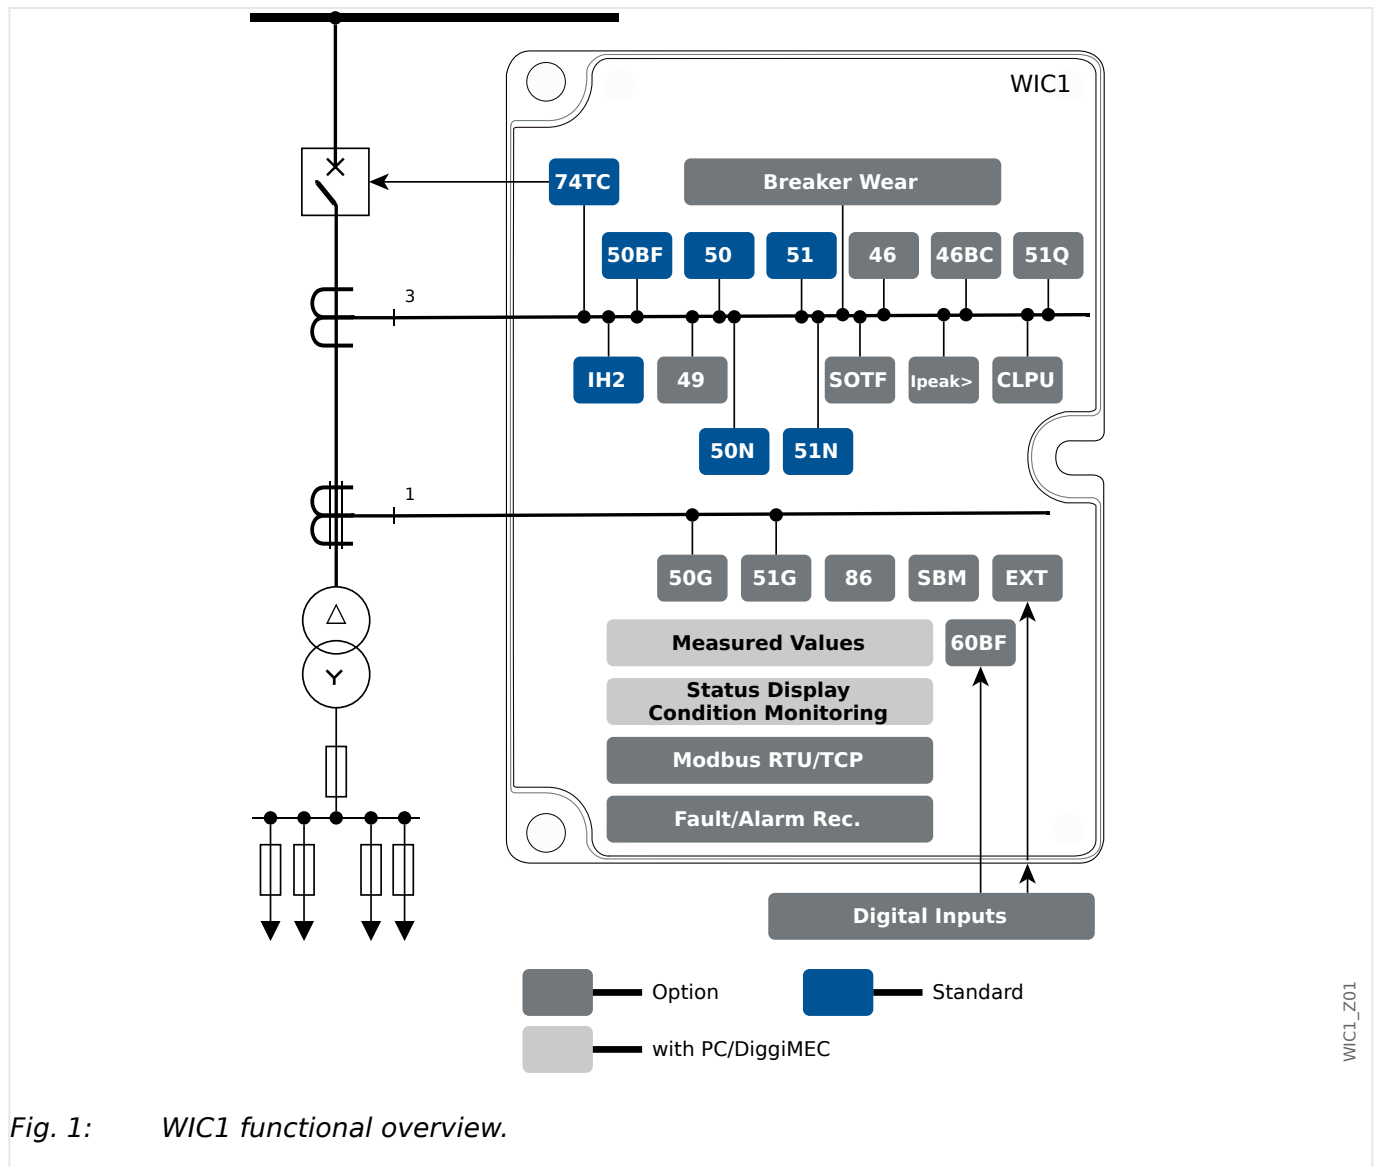 WIC1
74TC
Breaker Wear
50BF
50
51
46
46BC
51Q
3
IH2
49
SOTF
Ipeak>
CLPU
50N
51N
1
50G
51G
86
SBM
EXT
Measured Values
60BF
Status Display
Condition Monitoring
Modbus RTU/TCP
Fault/Alarm Rec.
Digital Inputs
Option
Standard
with PC/DiggiMEC
WIC1_Z01
Fig. 1: WIC1 functional overview.